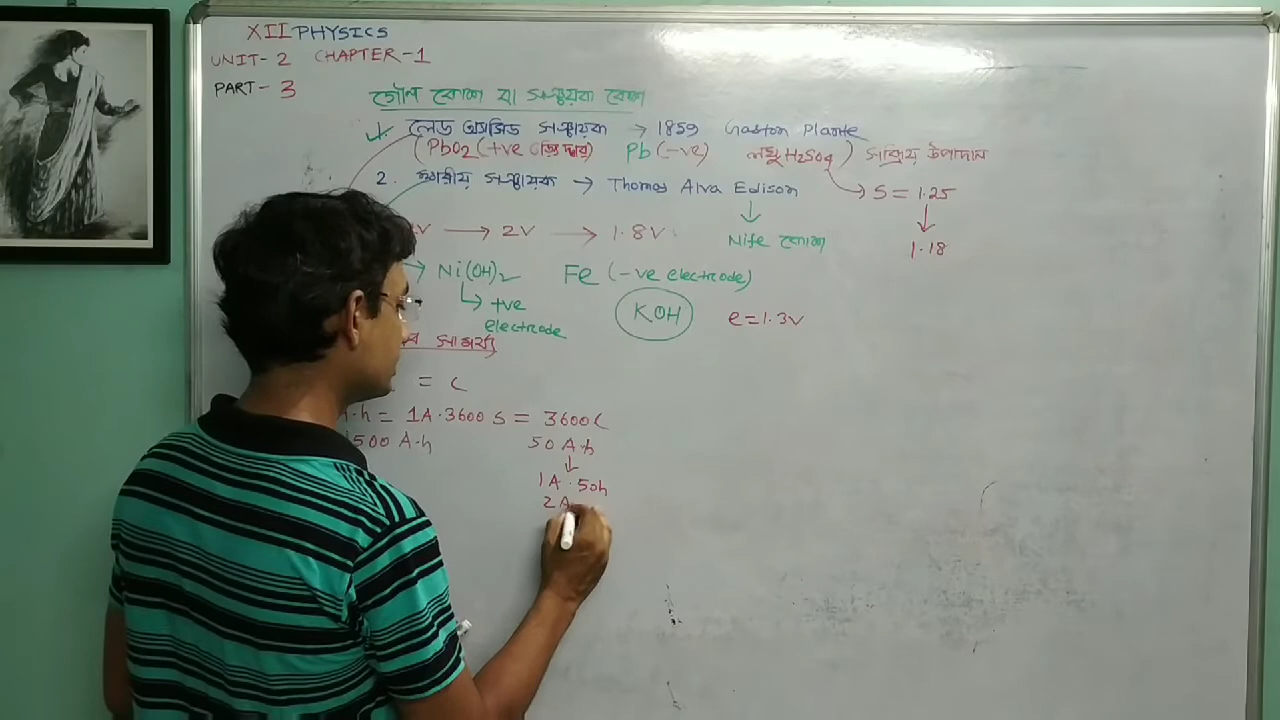 XII PHYSICS
UNIT-2 CHAPTER-1
PART-3
গৌণ কোশ বা সঞ্চায়ক কোশ
লেড অ্যাসিড সঞ্চায়ক → 1859 Gaston Plante
(PbO2 (+ve তড়িদ্দ্বার) Pb (-ve) লঘু H2SO4) সক্রিয় উপাদান
2. ক্ষারীয় সঞ্চায়ক → Thomas Alva Edison → S = 1.25
V → 2V → 1.8V. Nife কোশ 1.18
→ Ni(OH)2 Fe (-ve electrode)
+ve electrode KOH e = 1.3V
= C
h = 1A·3600 S = 3600C
500 A·h 50 A·h
1A · 50h
2A